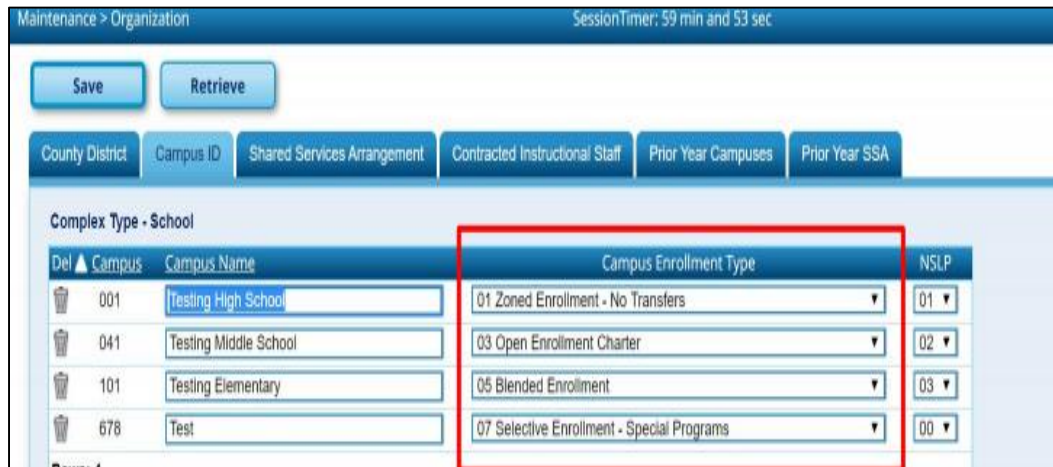 Maintenance > Organization SessionTimer: 59 min and 53 sec
Save Retrieve
County District Campus ID Shared Services Arrangement Contracted Instructional Staff Prior Year Campuses Prior Year SSA
Complex Type - School
Del Campus Campus Name Campus Enrollment Type NSLP
001 Testing High School 01 Zoned Enrollment - No Transfers 01
041 Testing Middle School 03 Open Enrollment Charter 02
101 Testing Elementary 05 Blended Enrollment 03
678 Test 07 Selective Enrollment - Special Programs 00